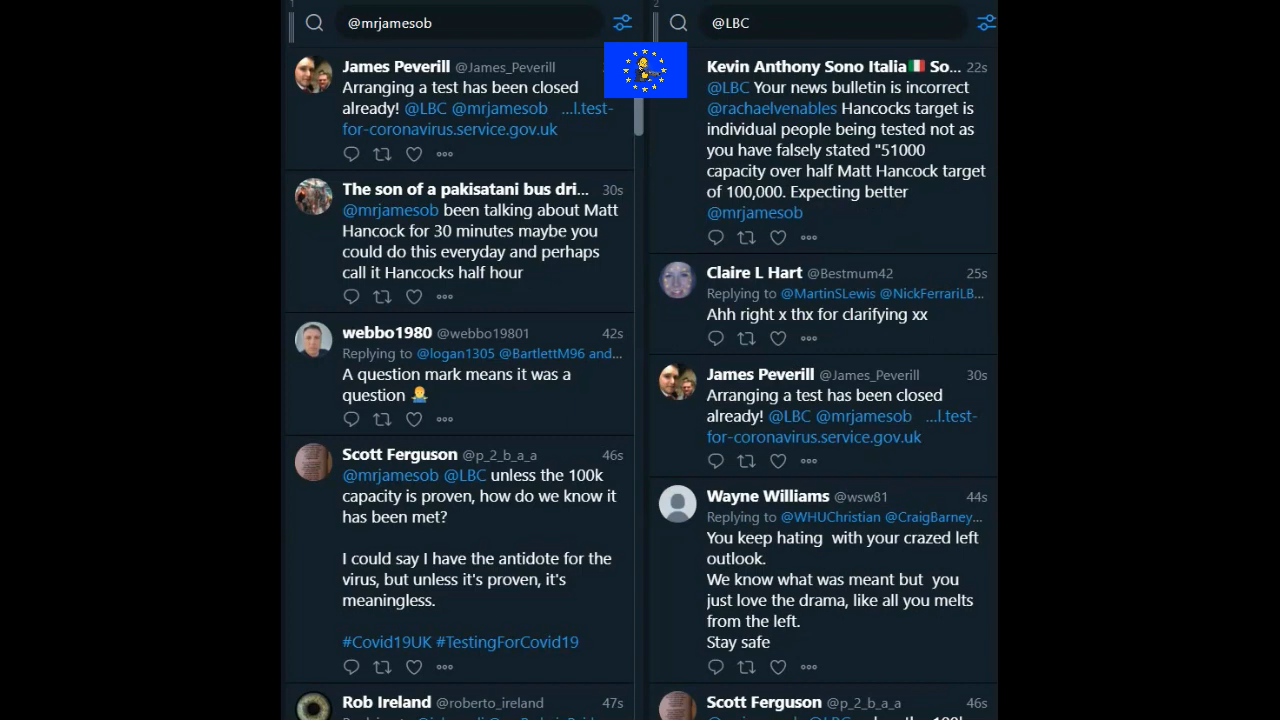 1
@mrjamesob
James Peverill @James_Peverill
Arranging a test has been closed
already! @LBC @mrjamesob ...l.test-
for-coronavirus.service.gov.uk
The son of a pakisatani bus dri... 30s
@mrjamesob been talking about Matt
Hancock for 30 minutes maybe you
could do this everyday and perhaps
call it Hancocks half hour
webbo1980 @webbo19801 42s
Replying to @logan1305 @BartlettM96 and...
A question mark means it was a
question 🤷‍♂️
Scott Ferguson @p_2_b_a_a 46s
@mrjamesob @LBC unless the 100k
capacity is proven, how do we know it
has been met?
I could say I have the antidote for the
virus, but unless it's proven, it's
meaningless.
#Covid19UK #TestingForCovid19
Rob Ireland @roberto_ireland 47s
2
@LBC
Kevin Anthony Sono Italia🇮🇹 So... 22s
@LBC Your news bulletin is incorrect
@rachaelvenables Hancocks target is
individual people being tested not as
you have falsely stated "51000
capacity over half Matt Hancock target
of 100,000. Expecting better
@mrjamesob
Claire L Hart @Bestmum42 25s
Replying to @MartinSLewis @NickFerrariLB...
Ahh right x thx for clarifying xx
James Peverill @James_Peverill 30s
Arranging a test has been closed
already! @LBC @mrjamesob ...l.test-
for-coronavirus.service.gov.uk
Wayne Williams @wsw81 44s
Replying to @WHUChristian @CraigBarney...
You keep hating with your crazed left
outlook.
We know what was meant but you
just love the drama, like all you melts
from the left.
Stay safe
Scott Ferguson @p_2_b_a_a 46s